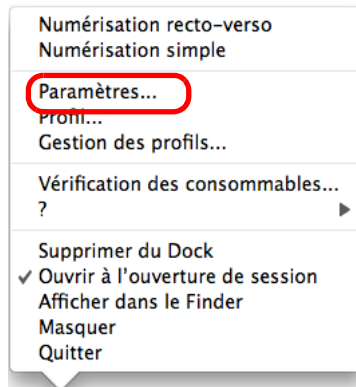 Numérisation recto-verso
Numérisation simple
Paramètres...
Profil...
Gestion des profils...
Vérification des consommables...
?
Supprimer du Dock
✓ Ouvrir à l'ouverture de session
Afficher dans le Finder
Masquer
Quitter